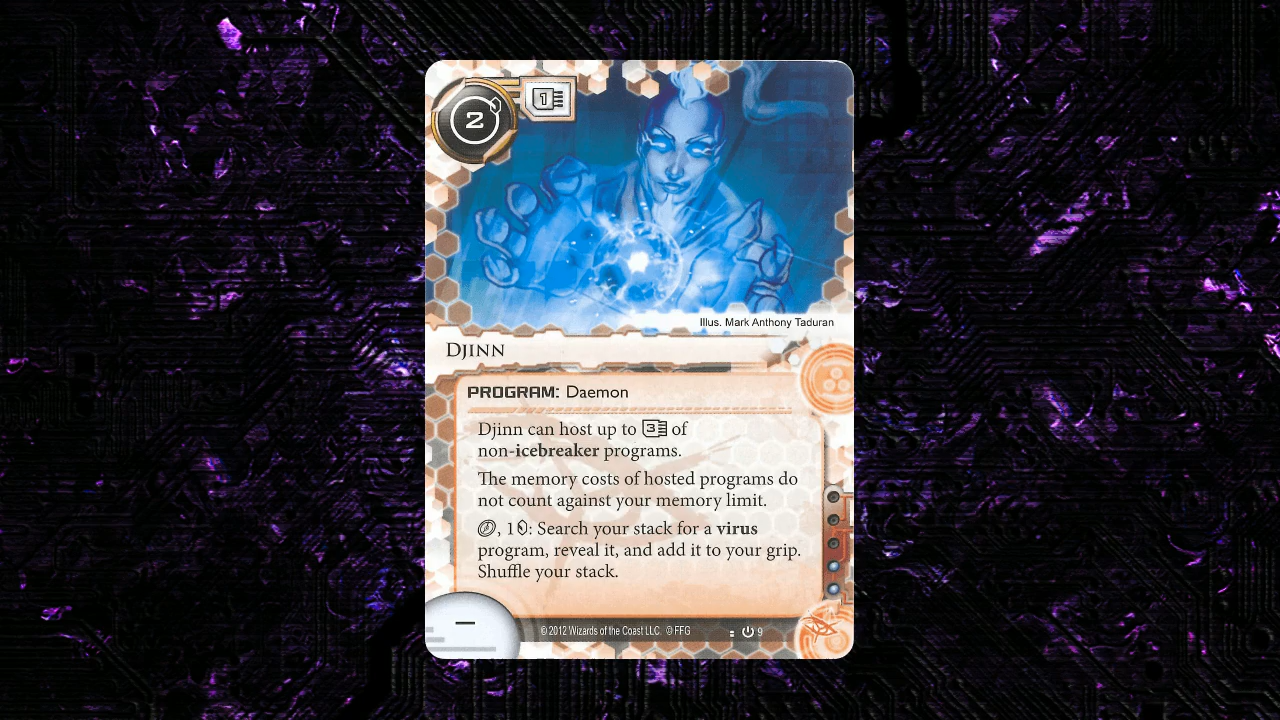 2
1
Illus. Mark Anthony Taduran
Djinn
PROGRAM: Daemon
Djinn can host up to 3 of
non-icebreaker programs.
The memory costs of hosted programs do
not count against your memory limit.
, 1: Search your stack for a virus
program, reveal it, and add it to your grip.
Shuffle your stack.
–
© 2012 Wizards of the Coast LLC. © FFG
9